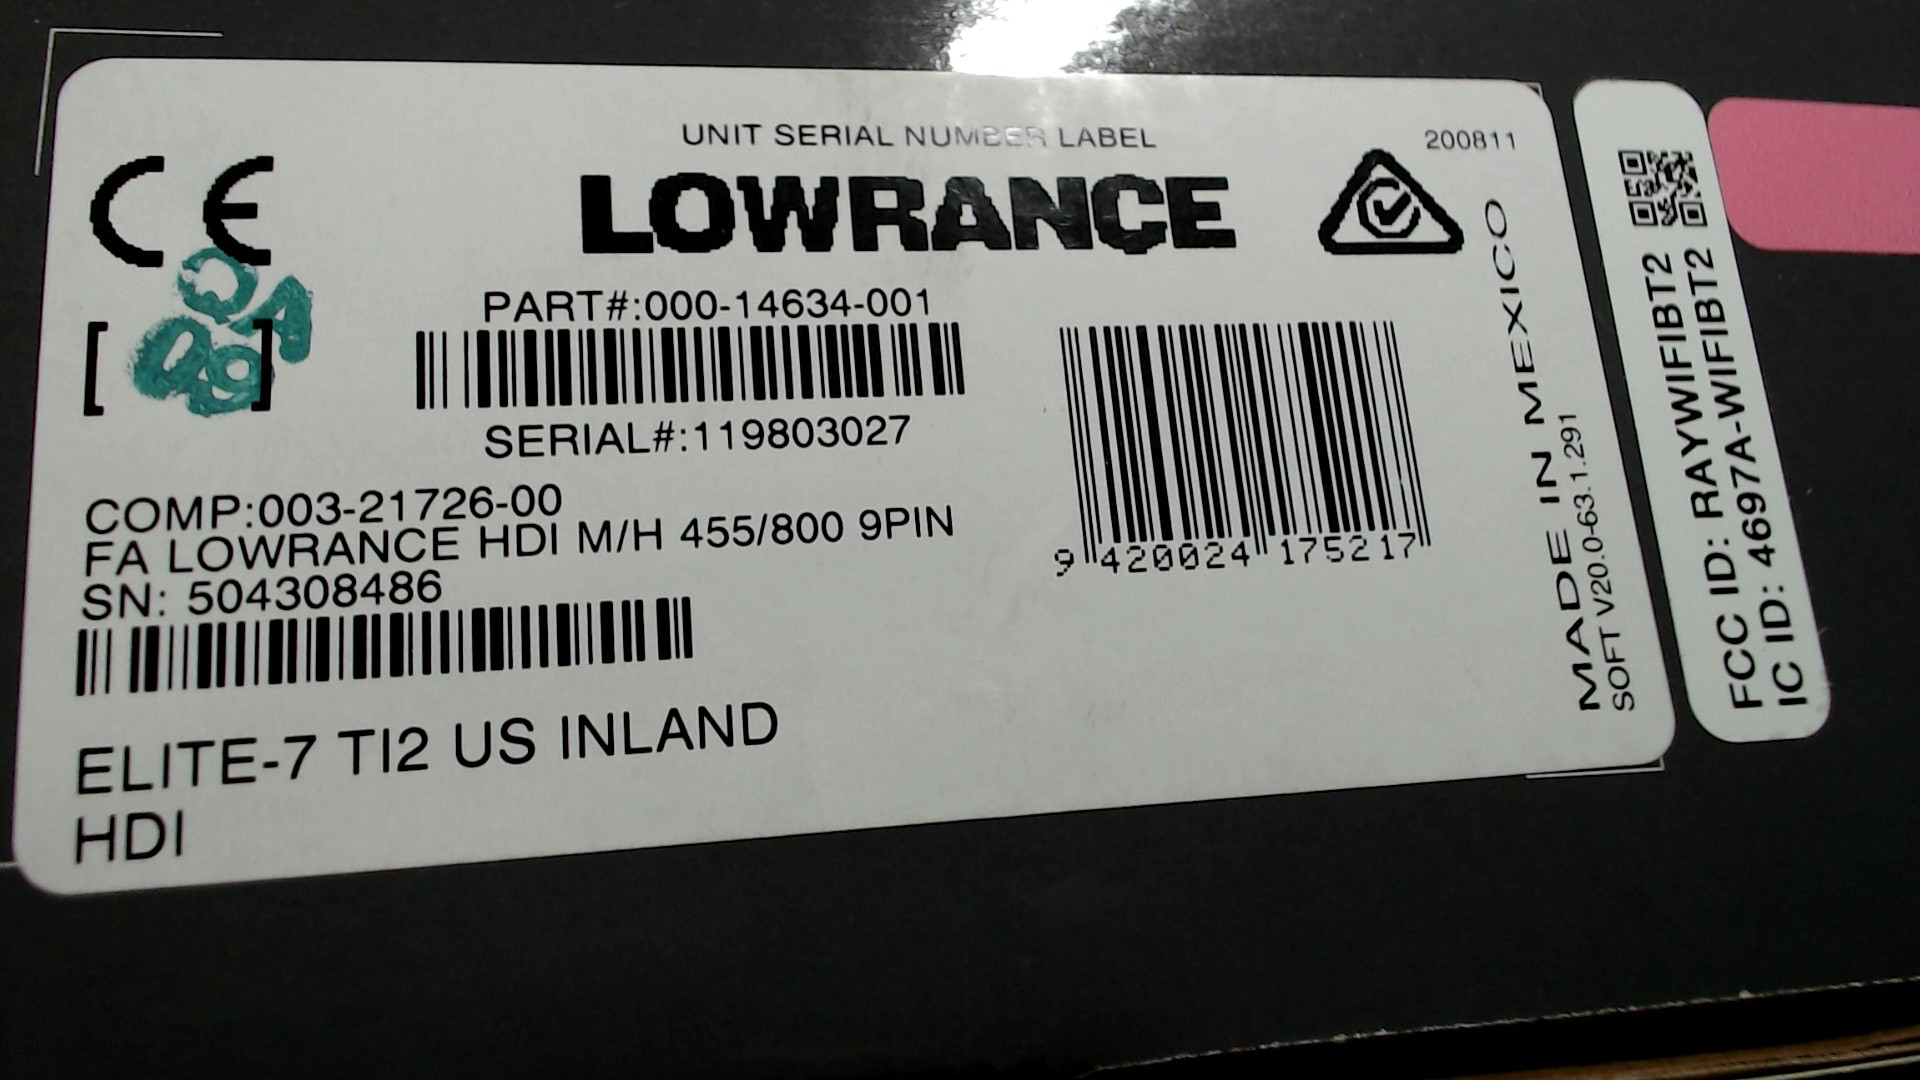 UNIT SERIAL NUMBER LABEL
200811
CE
LOWRANCE
PART#:000-14634-001
SERIAL#:119803027
[ QA 09 ]
COMP:003-21726-00
FA LOWRANCE HDI M/H 455/800 9PIN
SN: 504308486
ELITE-7 TI2 US INLAND
HDI
9 420024 175217
MADE IN MEXICO
SOFT V20.0-63.1.291
FCC ID: RAYWIFIBT2
IC ID: 4697A-WIFIBT2